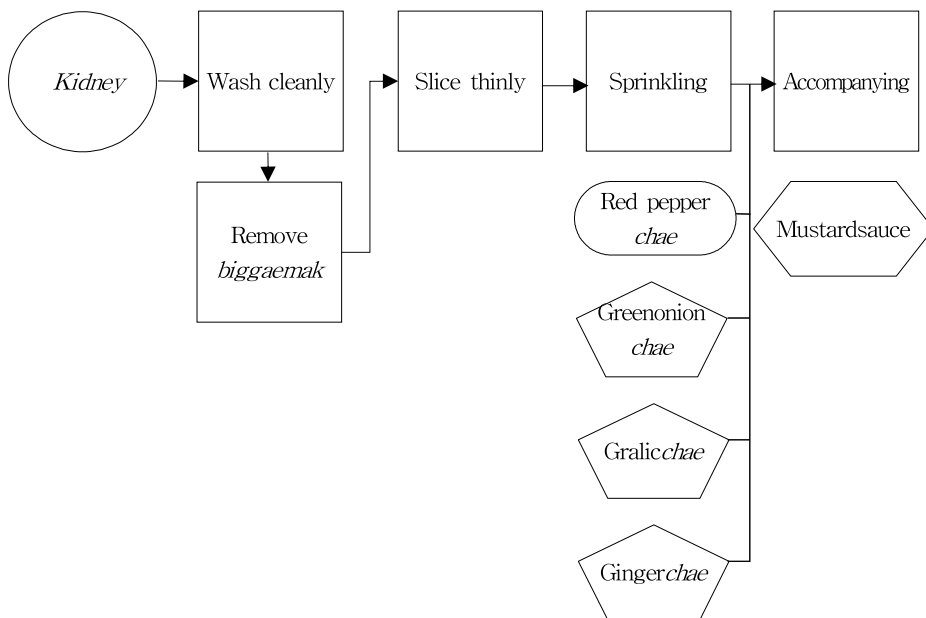 Kidney
Wash cleanly
Slice thinly
Sprinkling
Accompanying
Remove
biggaemak
Red pepper
chae
Mustardsauce
Greenonion
chae
Gralicchae
Gingerchae